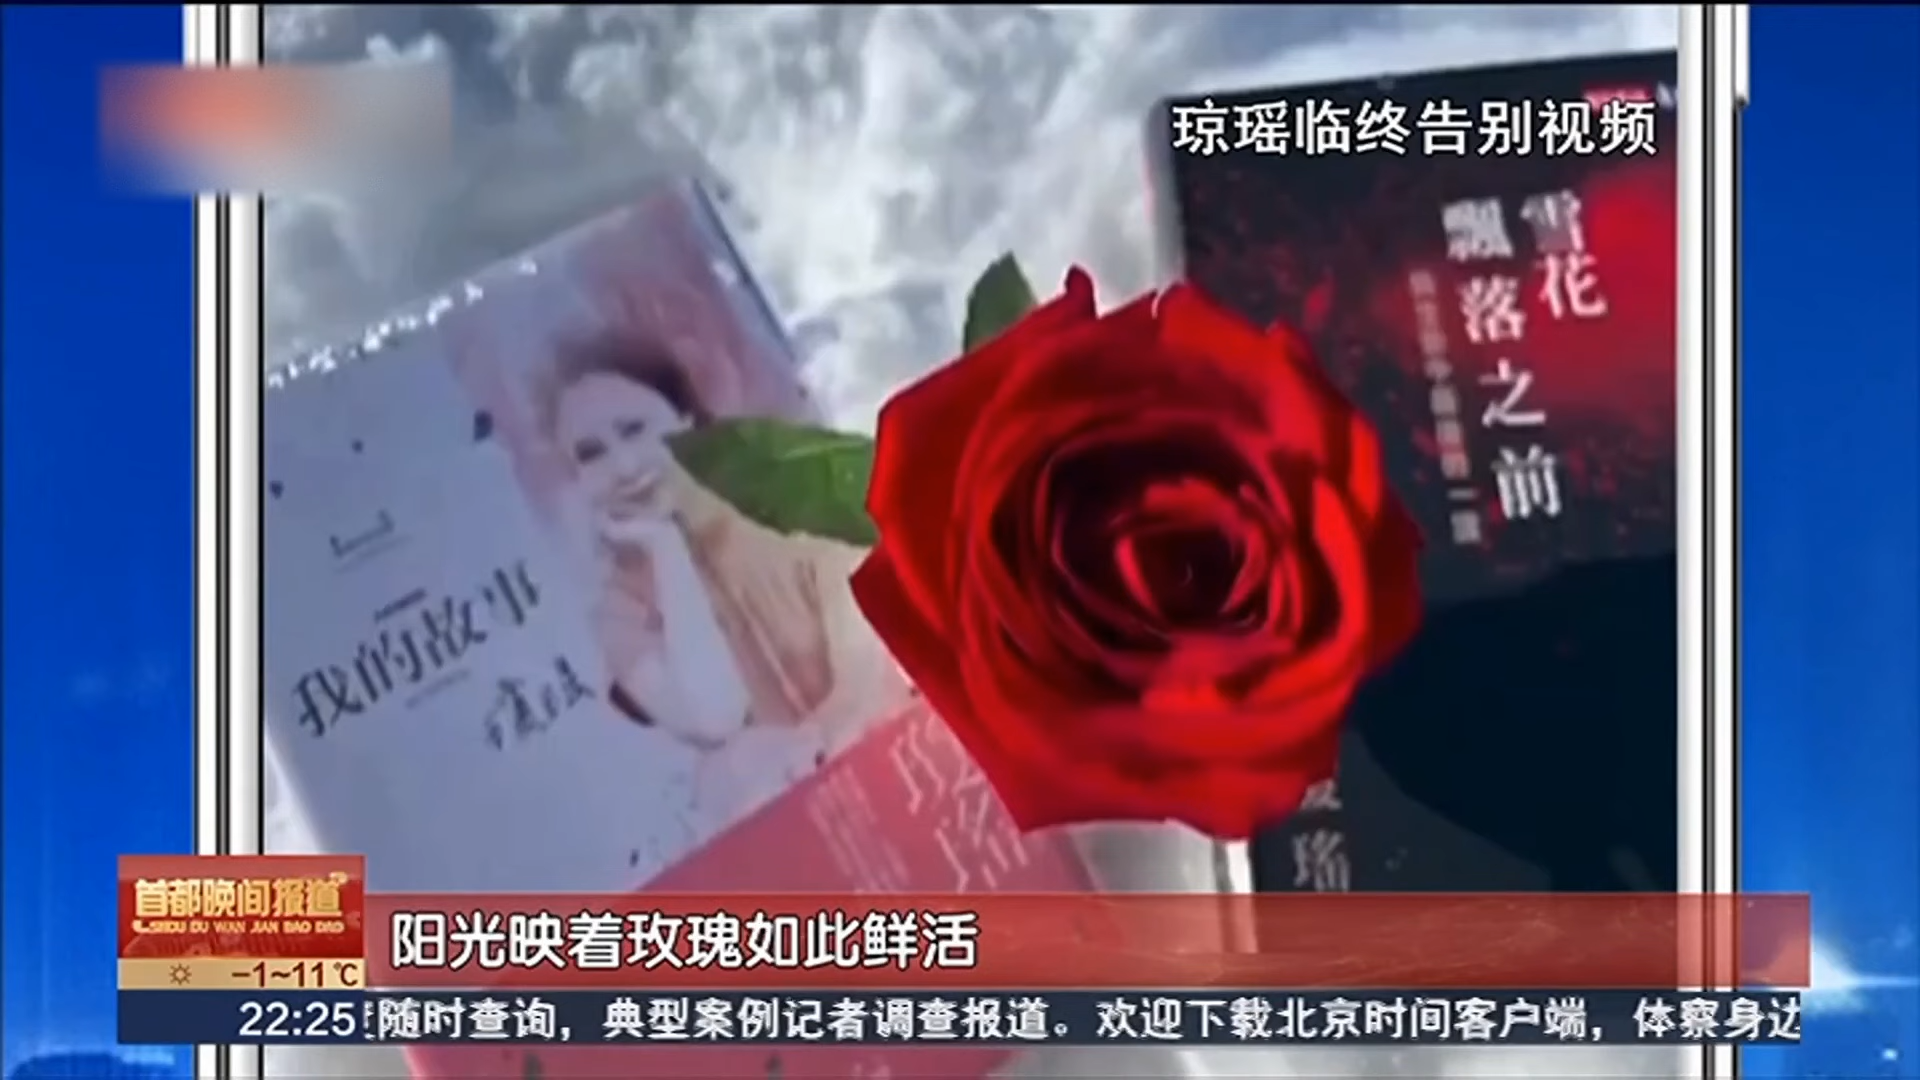 琼瑶临终告别视频
雪花
飘落之前
我的故事
瑤
首都晚间报道
SHOU DU WAN JIAN BAO DAO
阳光映着玫瑰如此鲜活
-1~11℃
22:25
随时查询，典型案例记者调查报道。欢迎下载北京时间客户端，体察身边